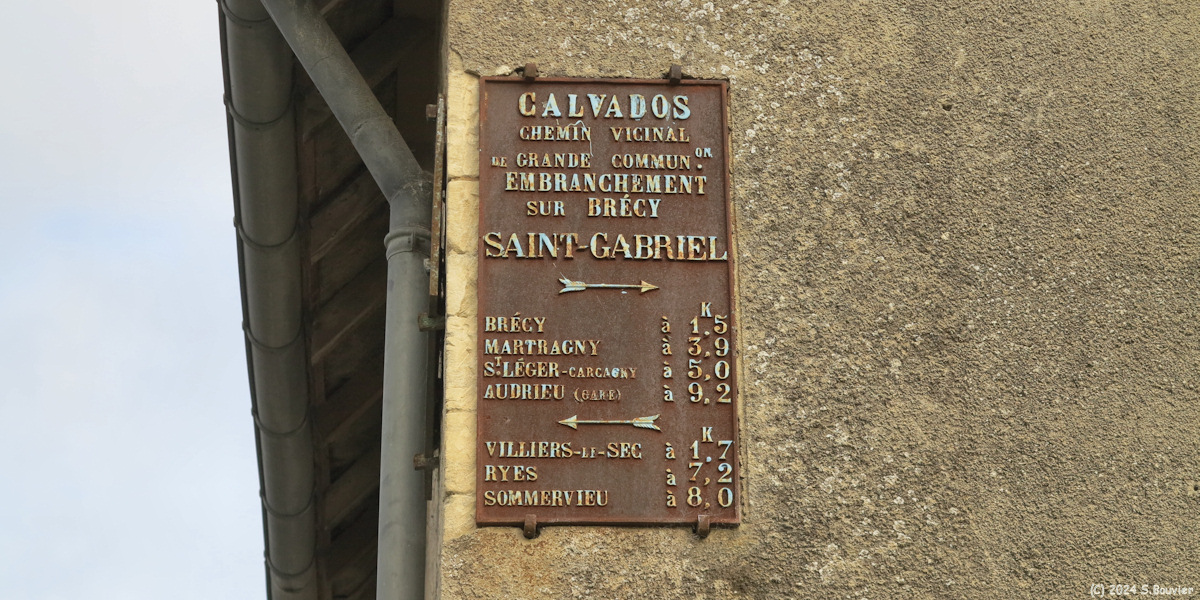 CALVADOS
CHEMIN VICINAL
DE GRANDE COMMUN.ON
EMBRANCHEMENT
SUR BRÉCY
SAINT-GABRIEL
K
BRÉCY à 1,5
MARTRAGNY à 3,9
ST LÉGER-CARCAGNY à 5,0
AUDRIEU (GARE) à 9,2
K
VILLIERS-LE-SEC à 1,7
RYES à 7,2
SOMMERVIEU à 8,0
(C) 2024 S.Bouvier